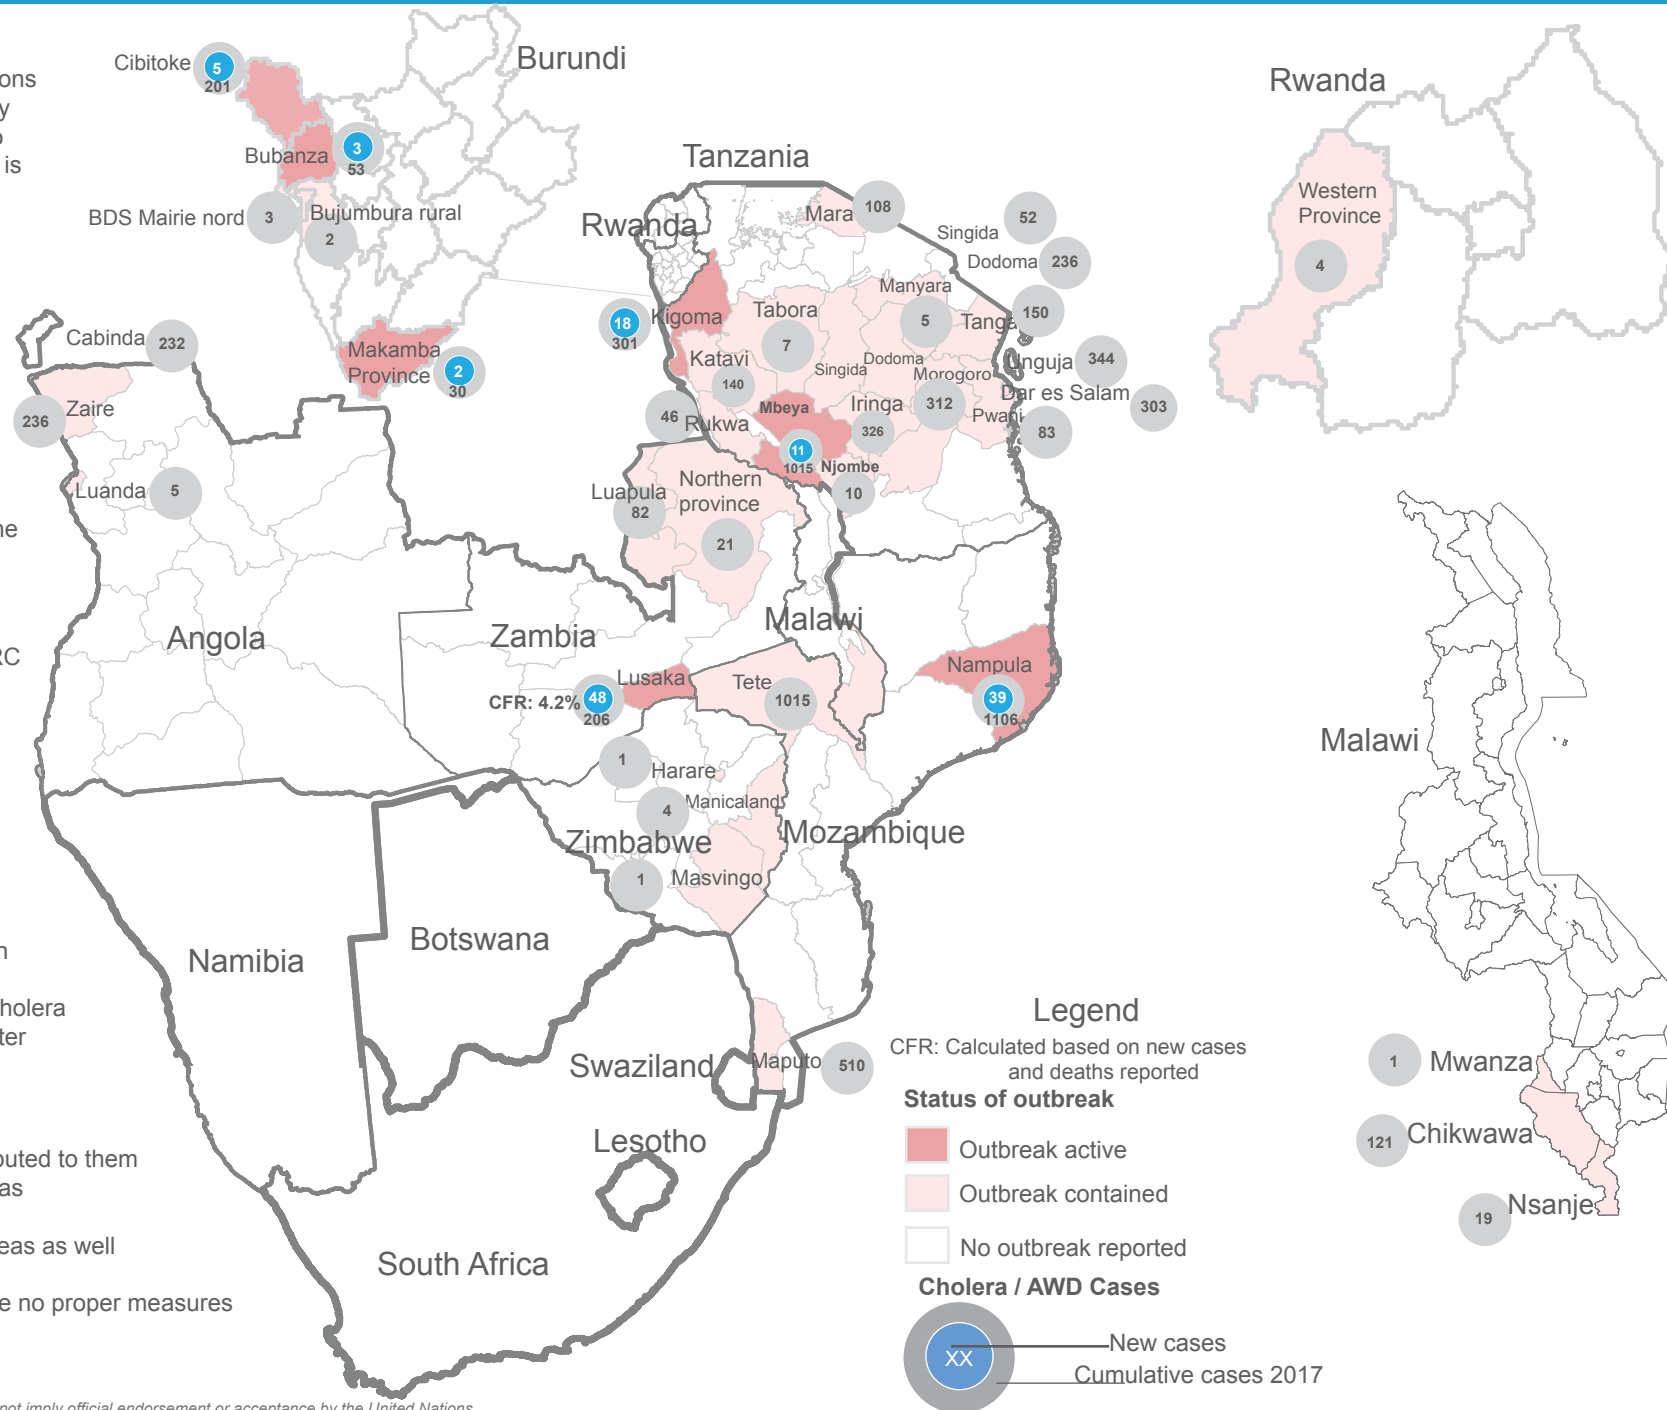 ons
y
o
is
ne
RC
n
holera
ter
outed to them
as
eas as well
e no proper measures
not imply official endorsement or acceptance by the United Nations
Burundi
Cibitoke
5
201
Bubanza
3
53
BDS Mairie nord
3
Bujumbura rural
2
Makamba
Province
2
30
Rwanda
Western
Province
4
Tanzania
Rwanda
Mara
108
Singida
52
Dodoma
236
Manyara
5
Tanga
150
Kigoma
18
301
Tabora
7
Katavi
140
Singida
Dodoma
Morogoro
312
Unguja
344
Dar es Salam
303
Pwani
83
46
Rukwa
Mbeya
11
1015
Iringa
326
Njombe
10
Cabinda
232
236
Zaire
Luanda
5
Angola
Luapula
82
Northern
province
21
Zambia
Lusaka
CFR: 4.2%
48
206
Malawi
Tete
1015
Nampula
39
1106
1
Harare
Manicaland
4
Zimbabwe
Mozambique
1
Masvingo
Namibia
Botswana
Swaziland
Maputo
510
Lesotho
South Africa
Malawi
1
Mwanza
121
Chikwawa
19
Nsanje
Legend
CFR: Calculated based on new cases
and deaths reported
Status of outbreak
Outbreak active
Outbreak contained
No outbreak reported
Cholera / AWD Cases
XX
New cases
Cumulative cases 2017